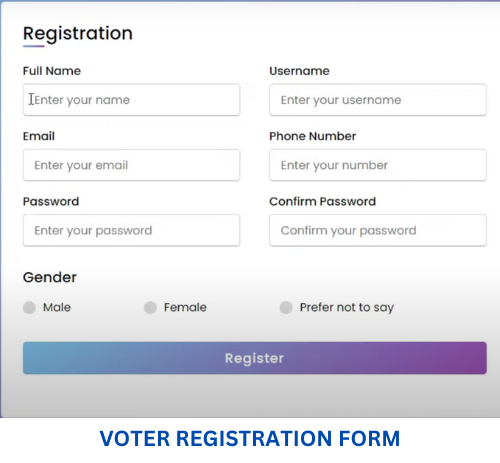 Registration
Full Name Username
Enter your name Enter your username
Email Phone Number
Enter your email Enter your number
Password Confirm Password
Enter your password Confirm your password
Gender
Male Female Prefer not to say
Register
VOTER REGISTRATION FORM